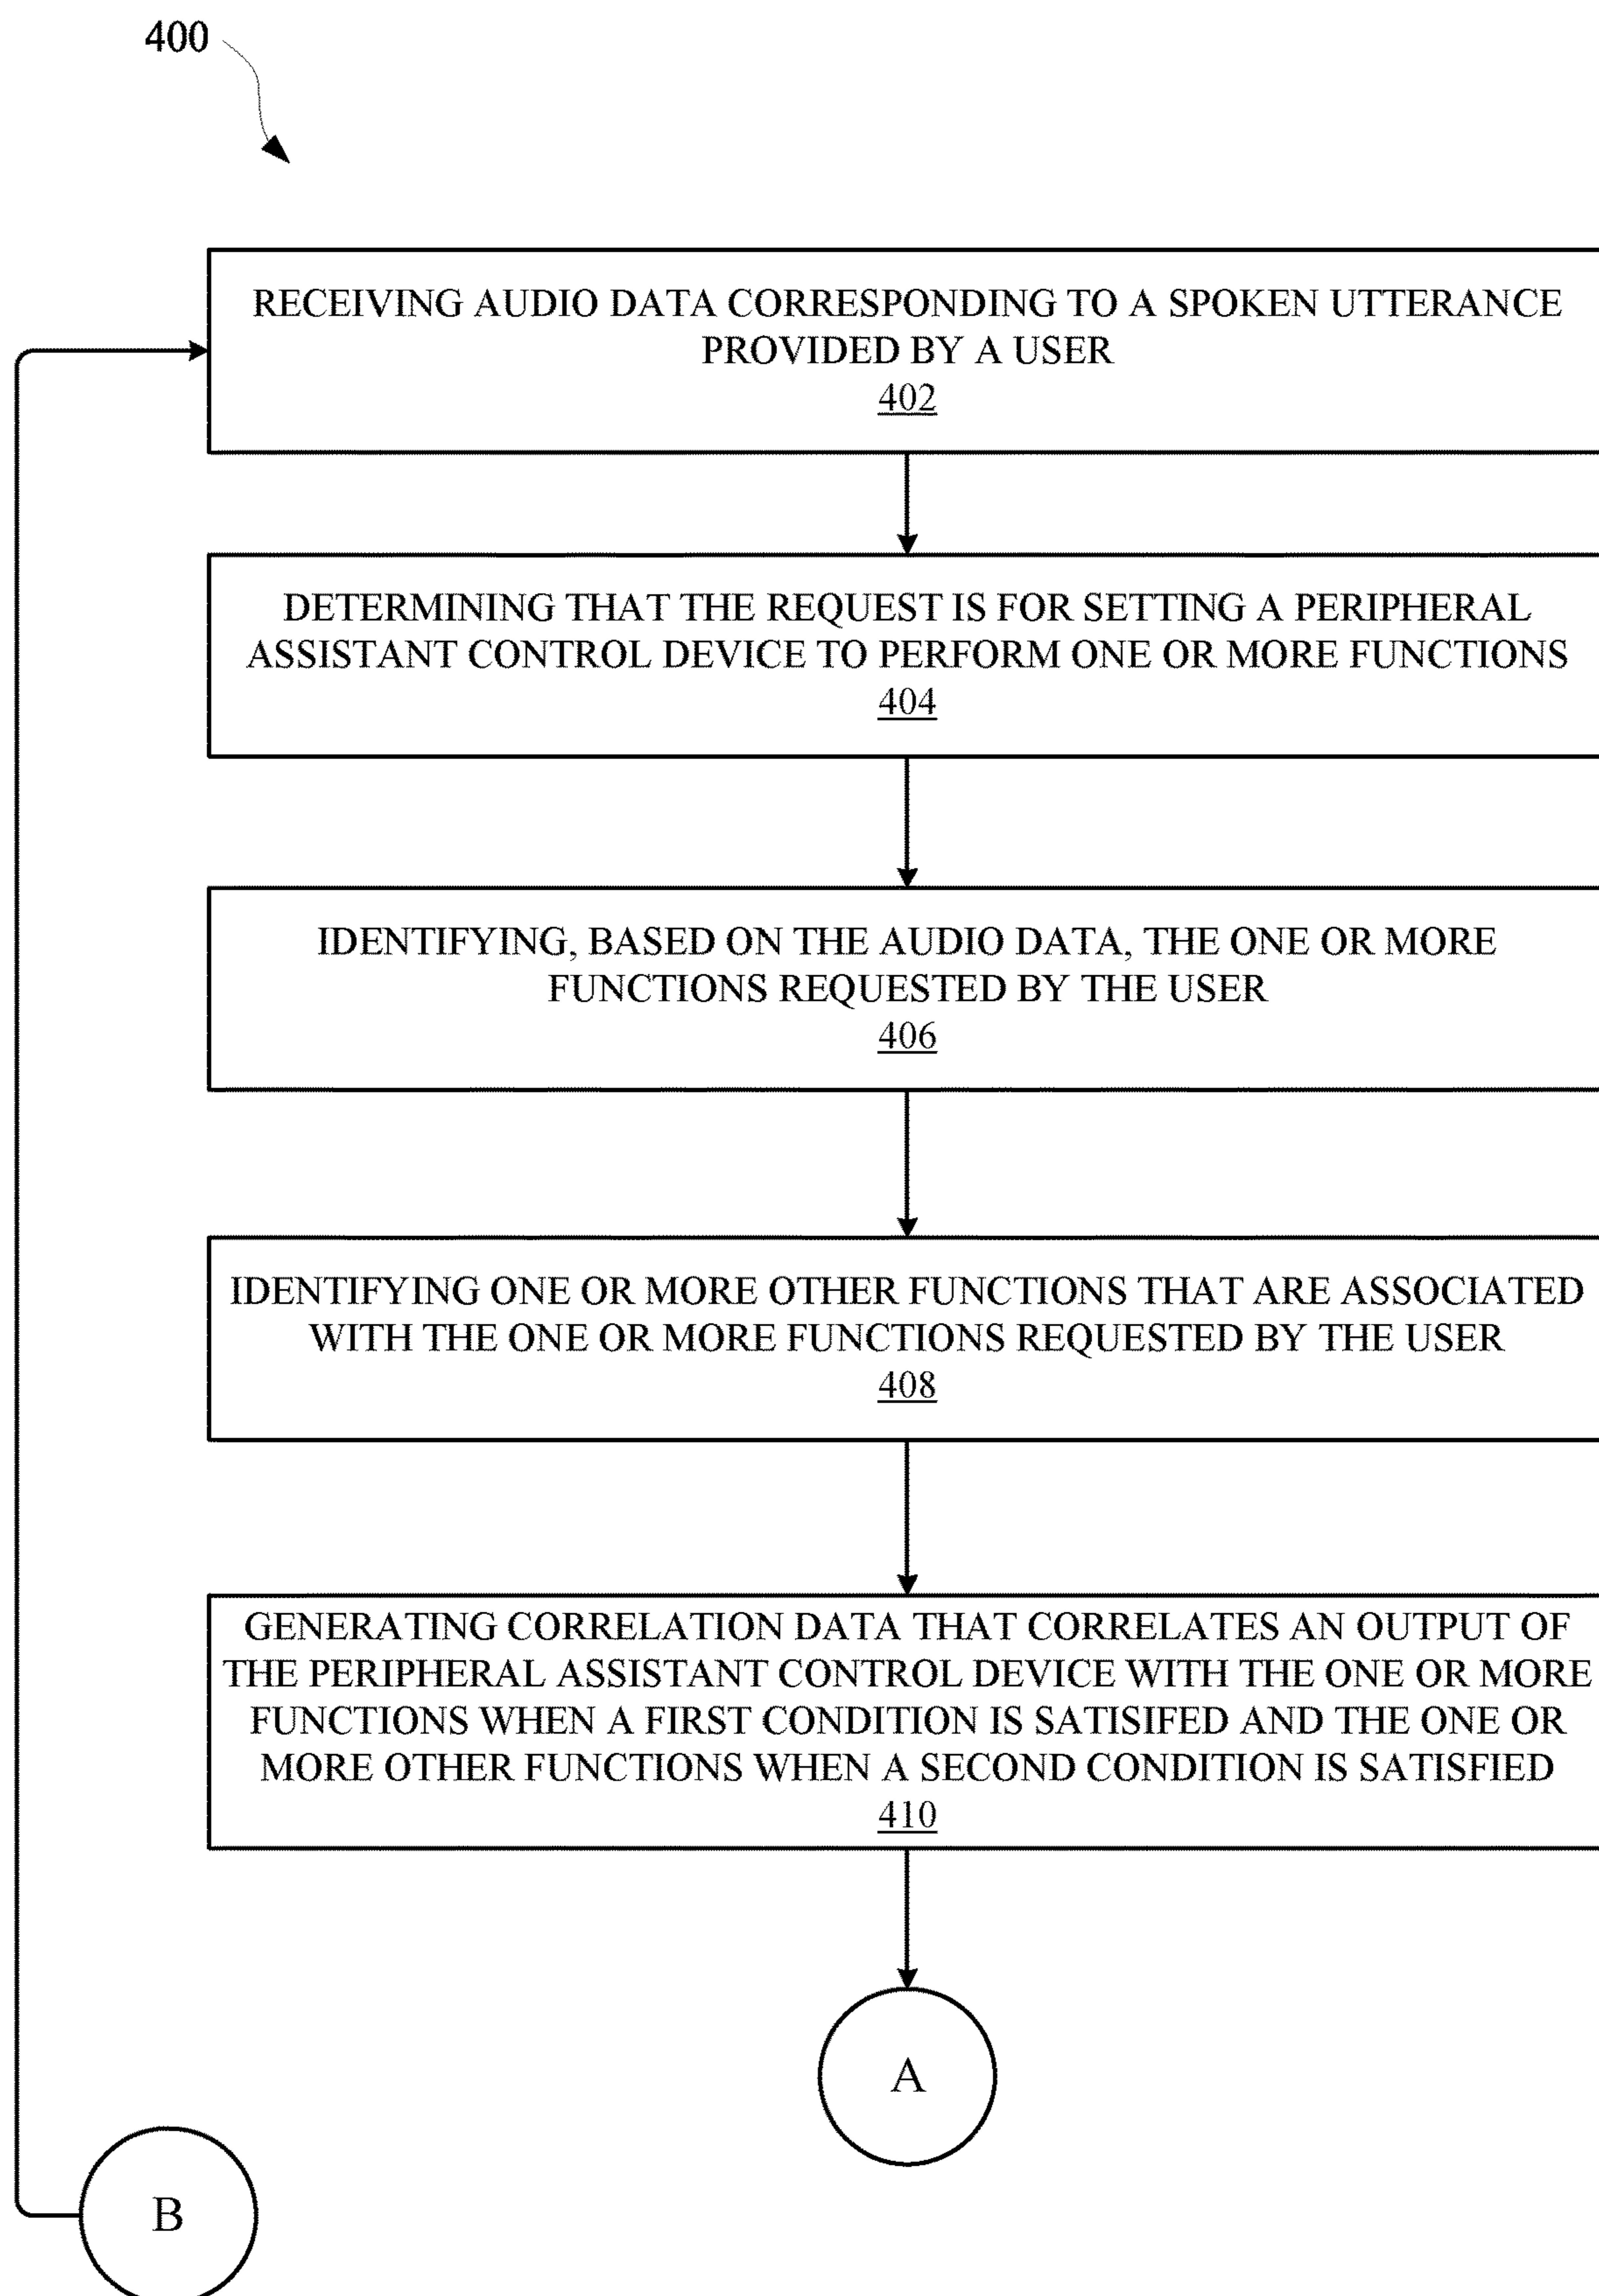 400
RECEIVING AUDIO DATA CORRESPONDING TO A SPOKEN UTTERANCE
PROVIDED BY A USER
402
DETERMINING THAT THE REQUEST IS FOR SETTING A PERIPHERAL
ASSISTANT CONTROL DEVICE TO PERFORM ONE OR MORE FUNCTIONS
404
IDENTIFYING, BASED ON THE AUDIO DATA, THE ONE OR MORE
FUNCTIONS REQUESTED BY THE USER
406
IDENTIFYING ONE OR MORE OTHER FUNCTIONS THAT ARE ASSOCIATED
WITH THE ONE OR MORE FUNCTIONS REQUESTED BY THE USER
408
GENERATING CORRELATION DATA THAT CORRELATES AN OUTPUT OF
THE PERIPHERAL ASSISTANT CONTROL DEVICE WITH THE ONE OR MORE
FUNCTIONS WHEN A FIRST CONDITION IS SATISIFED AND THE ONE OR
MORE OTHER FUNCTIONS WHEN A SECOND CONDITION IS SATISFIED
410
A
B